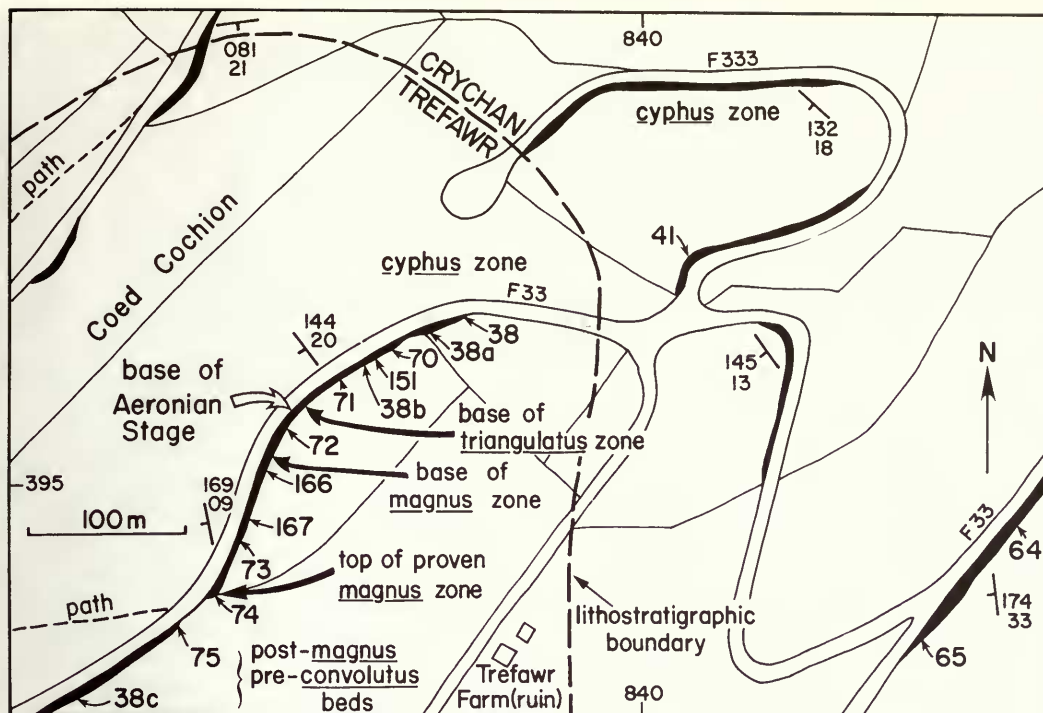 840
F333
081
21
CRYCHAN
TREFAWR
cyphus zone
132
18
path
Coed Cochion
41
cyphus zone
F33
38
38a
70
151
38b
71
144
20
base of
Aeronian
Stage
base of
triangulatus zone
145
13
N
72
base of
magnus zone
166
395
169
09
100m
167
73
top of proven
magnus zone
74
F33
64
174
33
65
path
lithostratigraphic
boundary
75
post-magnus
pre-convolutus
beds
38c
Trefawr
Farm(ruin)
840